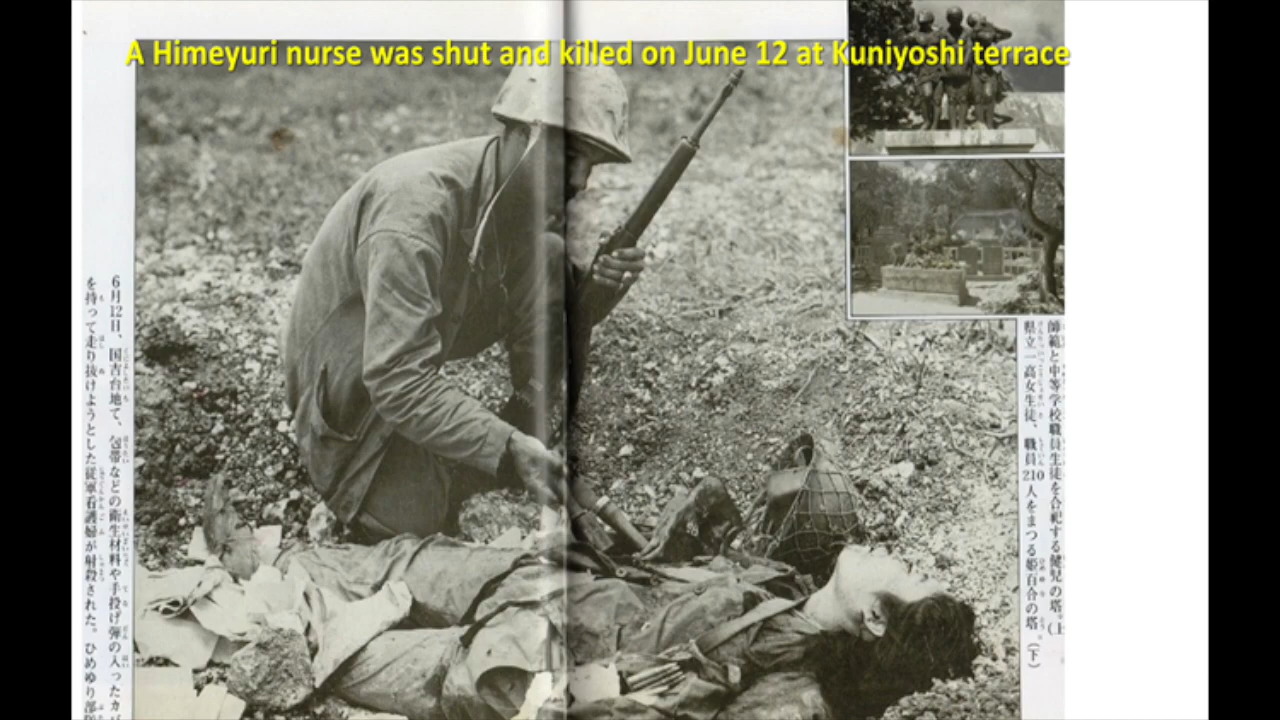 A Himeyuri nurse was shut and killed on June 12 at Kuniyoshi terrace
師範と中等学校職員生徒を合祀する健児の塔。(上
県立一高女生徒、職員210人をまつる姫百合の塔。(下)
6月12日、国吉台地で、包帯などの衛生材料や手投げ弾の入ったカバ
を持って走り抜けようとした従軍看護婦が射殺された。ひめゆり部